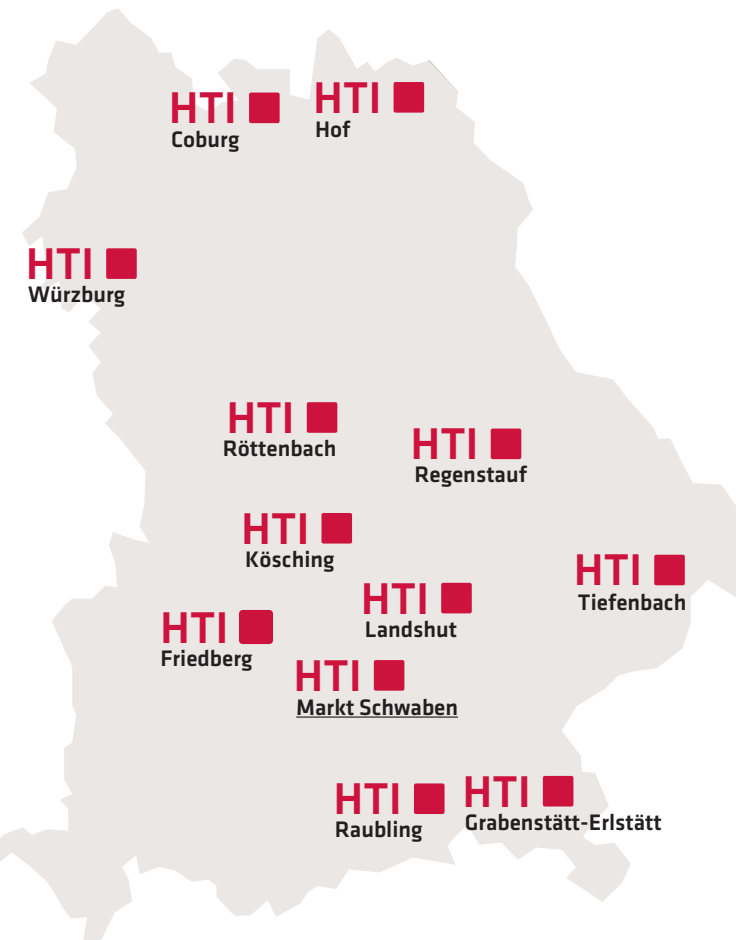 HTI
Coburg
HTI
Hof
HTI
Würzburg
HTI
Röttenbach
HTI
Regenstauf
HTI
Kösching
HTI
Tiefenbach
HTI
Landshut
HTI
Friedberg
HTI
Markt Schwaben
HTI
Raubling
HTI
Grabenstätt-Erlstätt